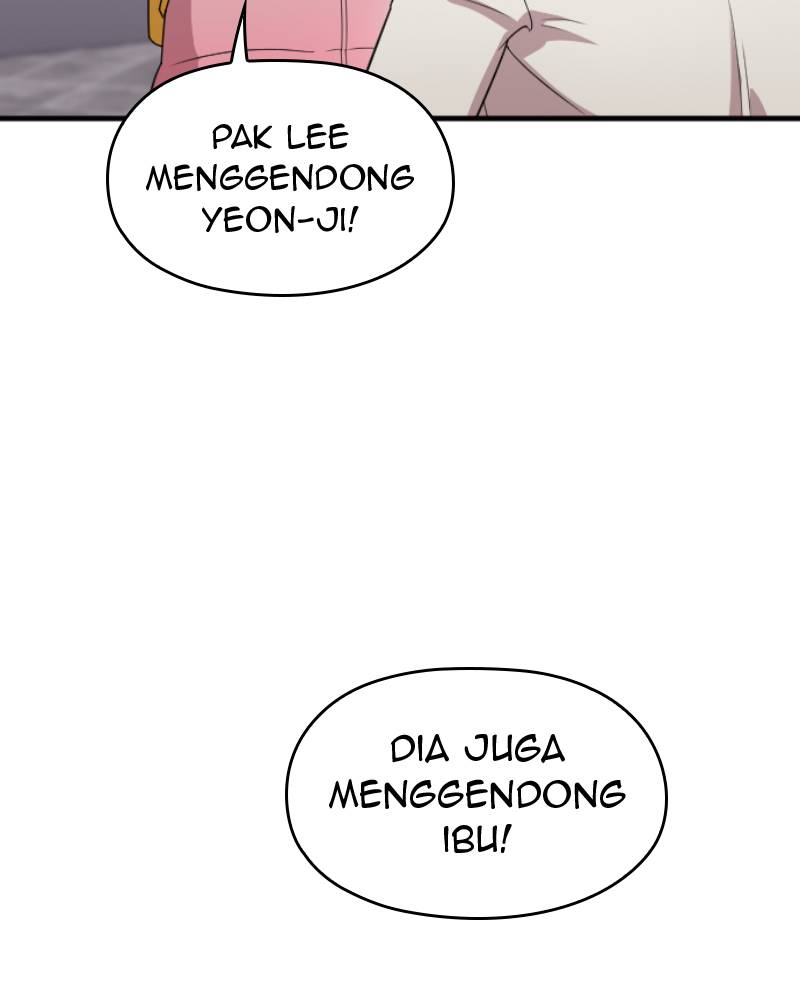 PAK LEE
MENGGENDONG
YEON-JI!
DIA JUGA
MENGGENDONG
IBU!